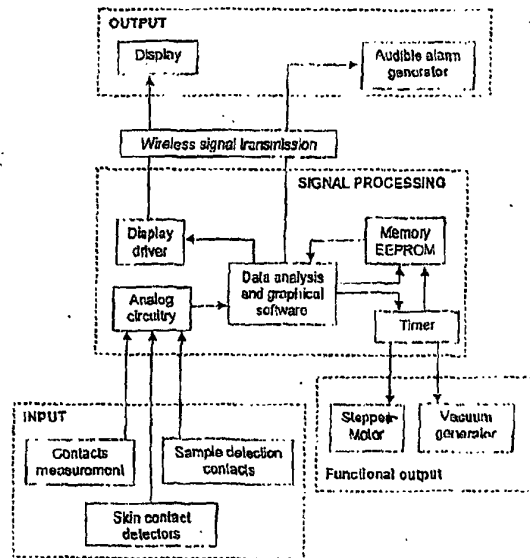 OUTPUT
Display
Audible alarm
generator
Wireless signal transmission
SIGNAL PROCESSING
Display
driver
Memory
EEPROM
Data analysis
and graphical
software
Analog
circuitry
Timer
INPUT
Contacts
measurement
Sample detection
contacts
Skin contact
detectors
Stepper-
Motor
Vacuum
generator
Functional output